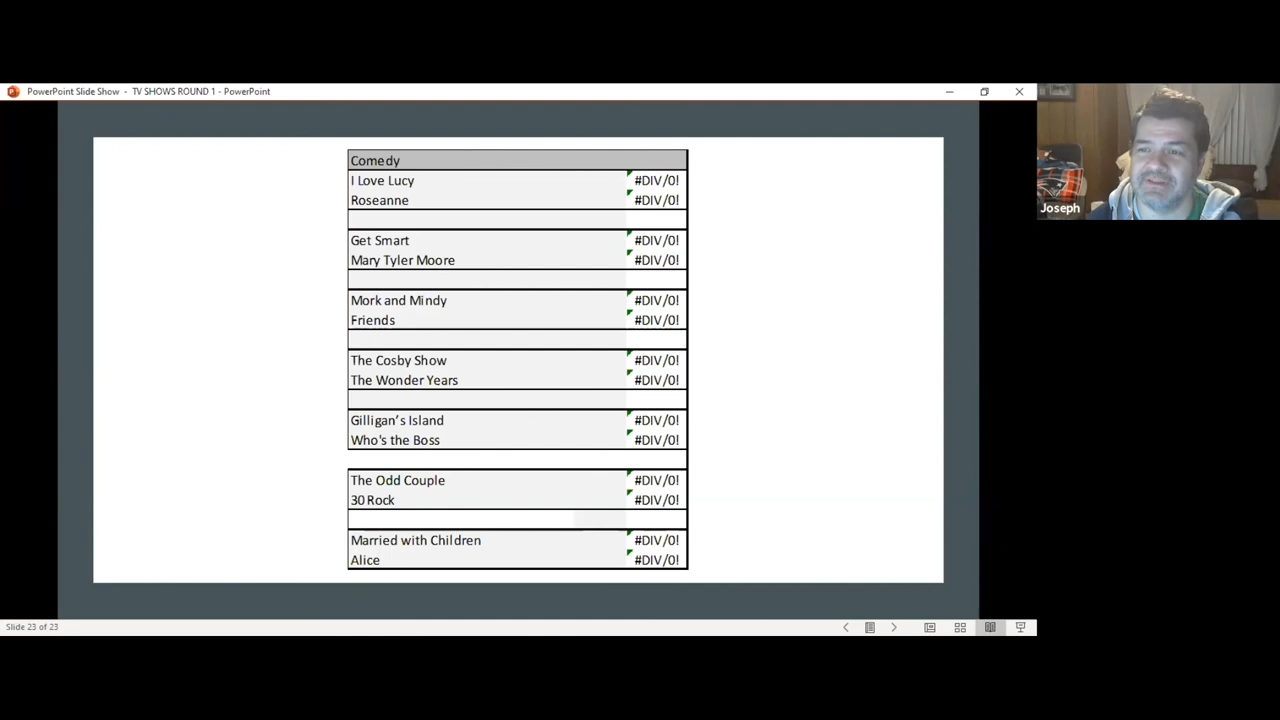 PowerPoint Slide Show - TV SHOWS ROUND 1 - PowerPoint
Joseph
Comedy
I Love Lucy #DIV/0!
Roseanne #DIV/0!
Get Smart #DIV/0!
Mary Tyler Moore #DIV/0!
Mork and Mindy #DIV/0!
Friends #DIV/0!
The Cosby Show #DIV/0!
The Wonder Years #DIV/0!
Gilligan’s Island #DIV/0!
Who's the Boss #DIV/0!
The Odd Couple #DIV/0!
30 Rock #DIV/0!
Married with Children #DIV/0!
Alice #DIV/0!
Slide 23 of 23